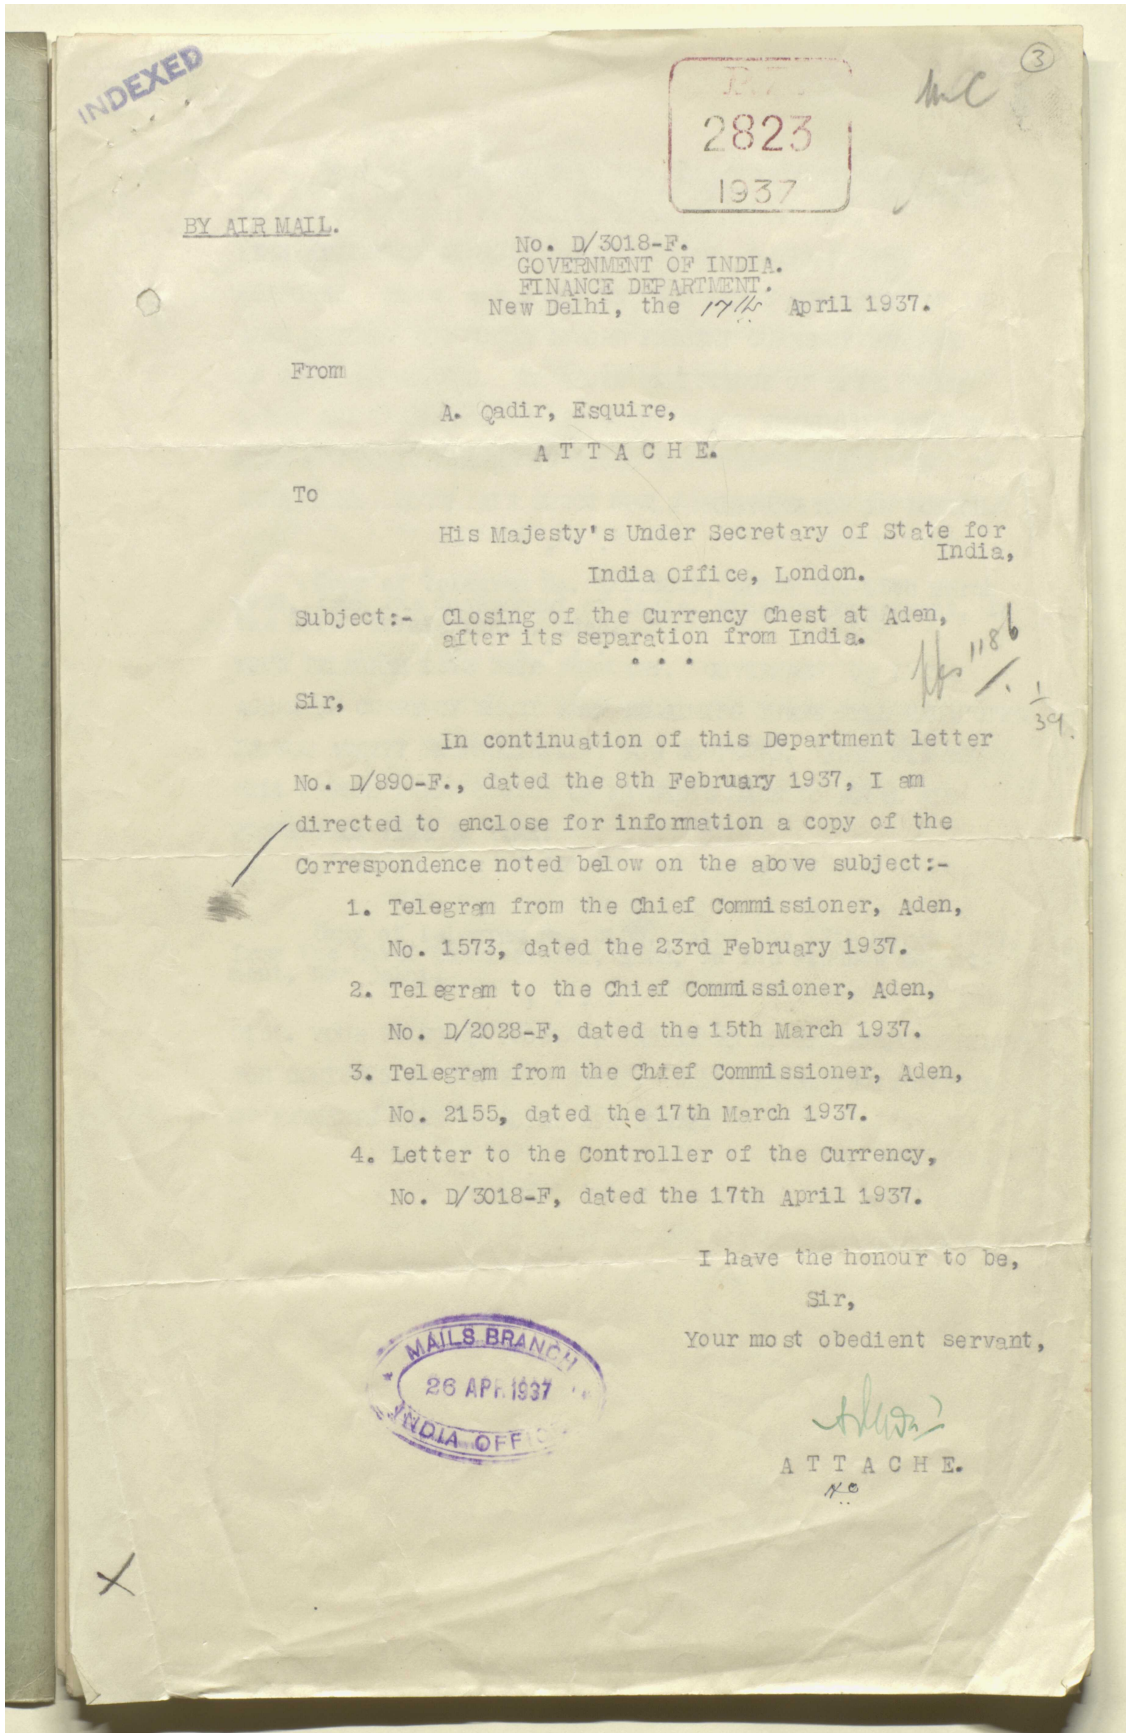 INDEXED
3
2823
1937
BY AIR MAIL.
No. D/3018-F.
GOVERNMENT OF INDIA.
FINANCE DEPARTMENT.
New Delhi, the 17th April 1937.
From
A. Qadir, Esquire,
A T T A C H E.
To
His Majesty's Under Secretary of State for
India,
India Office, London.
Subject:- Closing of the Currency Chest at Aden,
after its separation from India.
. . .
1186
1
39.
Sir,
In continuation of this Department letter
No. D/890-F., dated the 8th February 1937, I am
directed to enclose for information a copy of the
Correspondence noted below on the above subject:-
1. Telegram from the Chief Commissioner, Aden,
No. 1573, dated the 23rd February 1937.
2. Telegram to the Chief Commissioner, Aden,
No. D/2028-F, dated the 15th March 1937.
3. Telegram from the Chief Commissioner, Aden,
No. 2155, dated the 17th March 1937.
4. Letter to the Controller of the Currency,
No. D/3018-F, dated the 17th April 1937.
I have the honour to be,
Sir,
Your most obedient servant,
MAILS BRANCH
26 APR 1937
INDIA OFFICE
A T T A C H E.